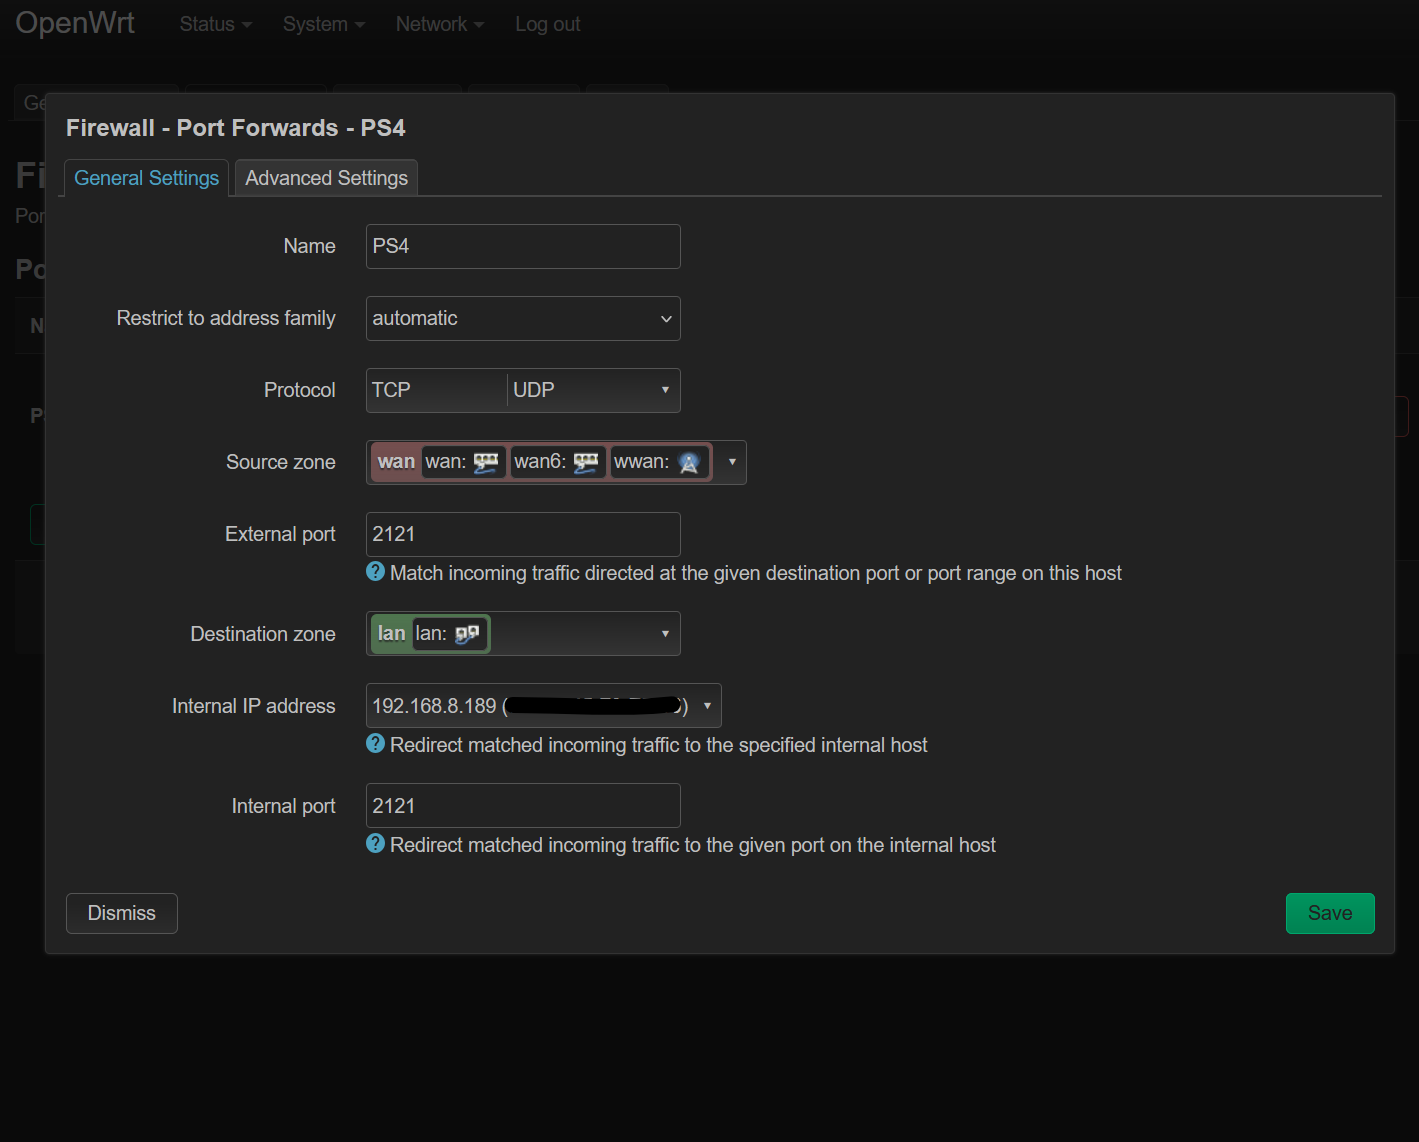 OpenWrt Status System Network Log out
Ge
Firewall - Port Forwards - PS4
General Settings Advanced Settings
Fi
Por
Name PS4
Po
Restrict to address family automatic
N
Protocol TCP UDP
P
Source zone wan wan: wan6: wwan:
External port 2121
Match incoming traffic directed at the given destination port or port range on this host
Destination zone lan lan:
Internal IP address 192.168.8.189 ( )
Redirect matched incoming traffic to the specified internal host
Internal port 2121
Redirect matched incoming traffic to the given port on the internal host
Dismiss Save